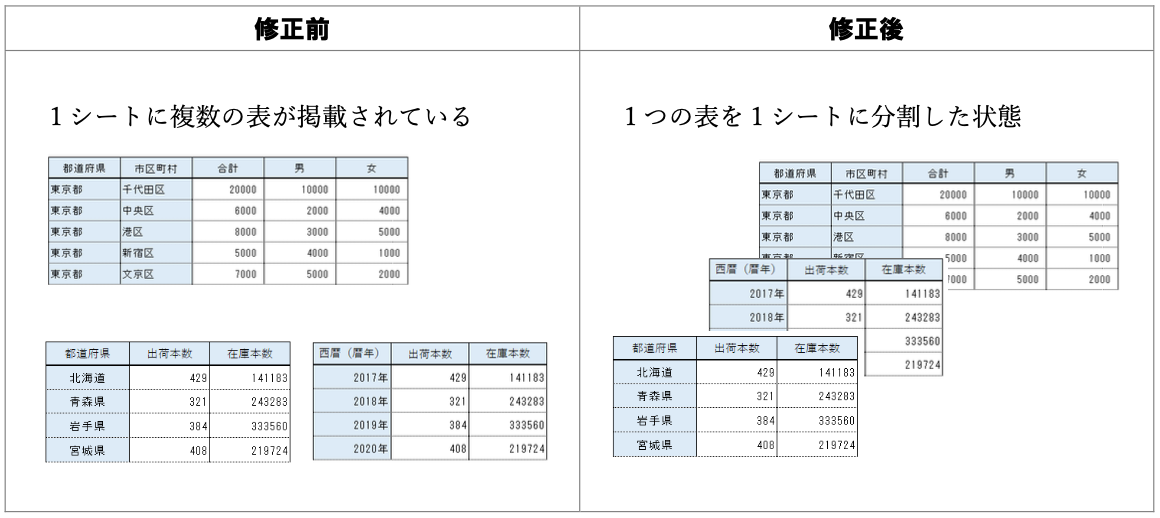 修正前
修正後
1シートに複数の表が掲載されている
都道府県 市区町村 合計 男 女
東京都 千代田区 20000 10000 10000
東京都 中央区 6000 2000 4000
東京都 港区 8000 3000 5000
東京都 新宿区 5000 4000 1000
東京都 文京区 7000 5000 2000
都道府県 出荷本数 在庫本数
北海道 429 141183
青森県 321 243283
岩手県 384 333560
宮城県 408 219724
西暦（暦年） 出荷本数 在庫本数
2017年 429 141183
2018年 321 243283
2019年 384 333560
2020年 408 219724
1つの表を1シートに分割した状態
都道府県 市区町村 合計 男 女
東京都 千代田区 20000 10000 10000
東京都 中央区 6000 2000 4000
東京都 港区 8000 3000 5000
東京都 新宿区 5000 4000 1000
7000 5000 2000
西暦（暦年） 出荷本数 在庫本数
2017年 429 141183
2018年 321 243283
333560
219724
都道府県 出荷本数 在庫本数
北海道 429 141183
青森県 321 243283
岩手県 384 333560
宮城県 408 219724